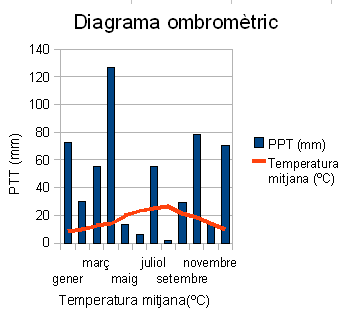 Diagrama ombromètric
PTT (mm)
140
120
100
80
60
40
20
0
març juliol novembre
gener maig setembre
Temperatura mitjana(ºC)
PPT (mm)
Temperatura
mitjana (ºC)